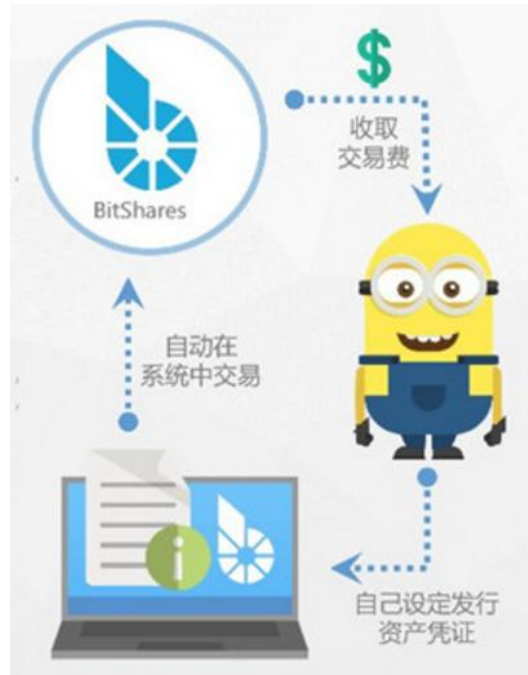 $
收取
交易费
BitShares
自动在
系统中交易
i
自己设定发行
资产凭证